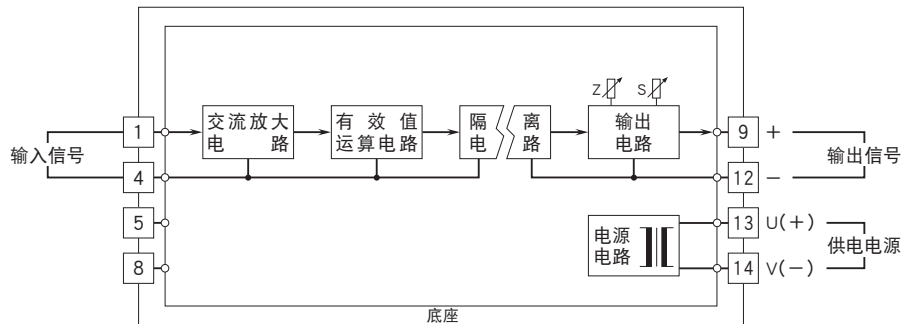 Z
S
1
交流放大
电路
有效值
运算电路
隔离
电路
输出
电路
9
+
输入信号
输出信号
4
12
−
5
13
U(+)
电源
电路
供电电源
8
14
V(−)
底座